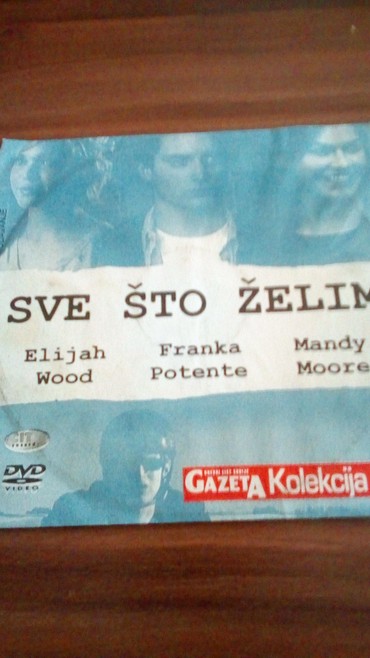 SVE ŠTO ŽELIM
Elijah Wood
Franka Potente
Mandy Moore
DVD
VIDEO
GAZETA Kolekcija